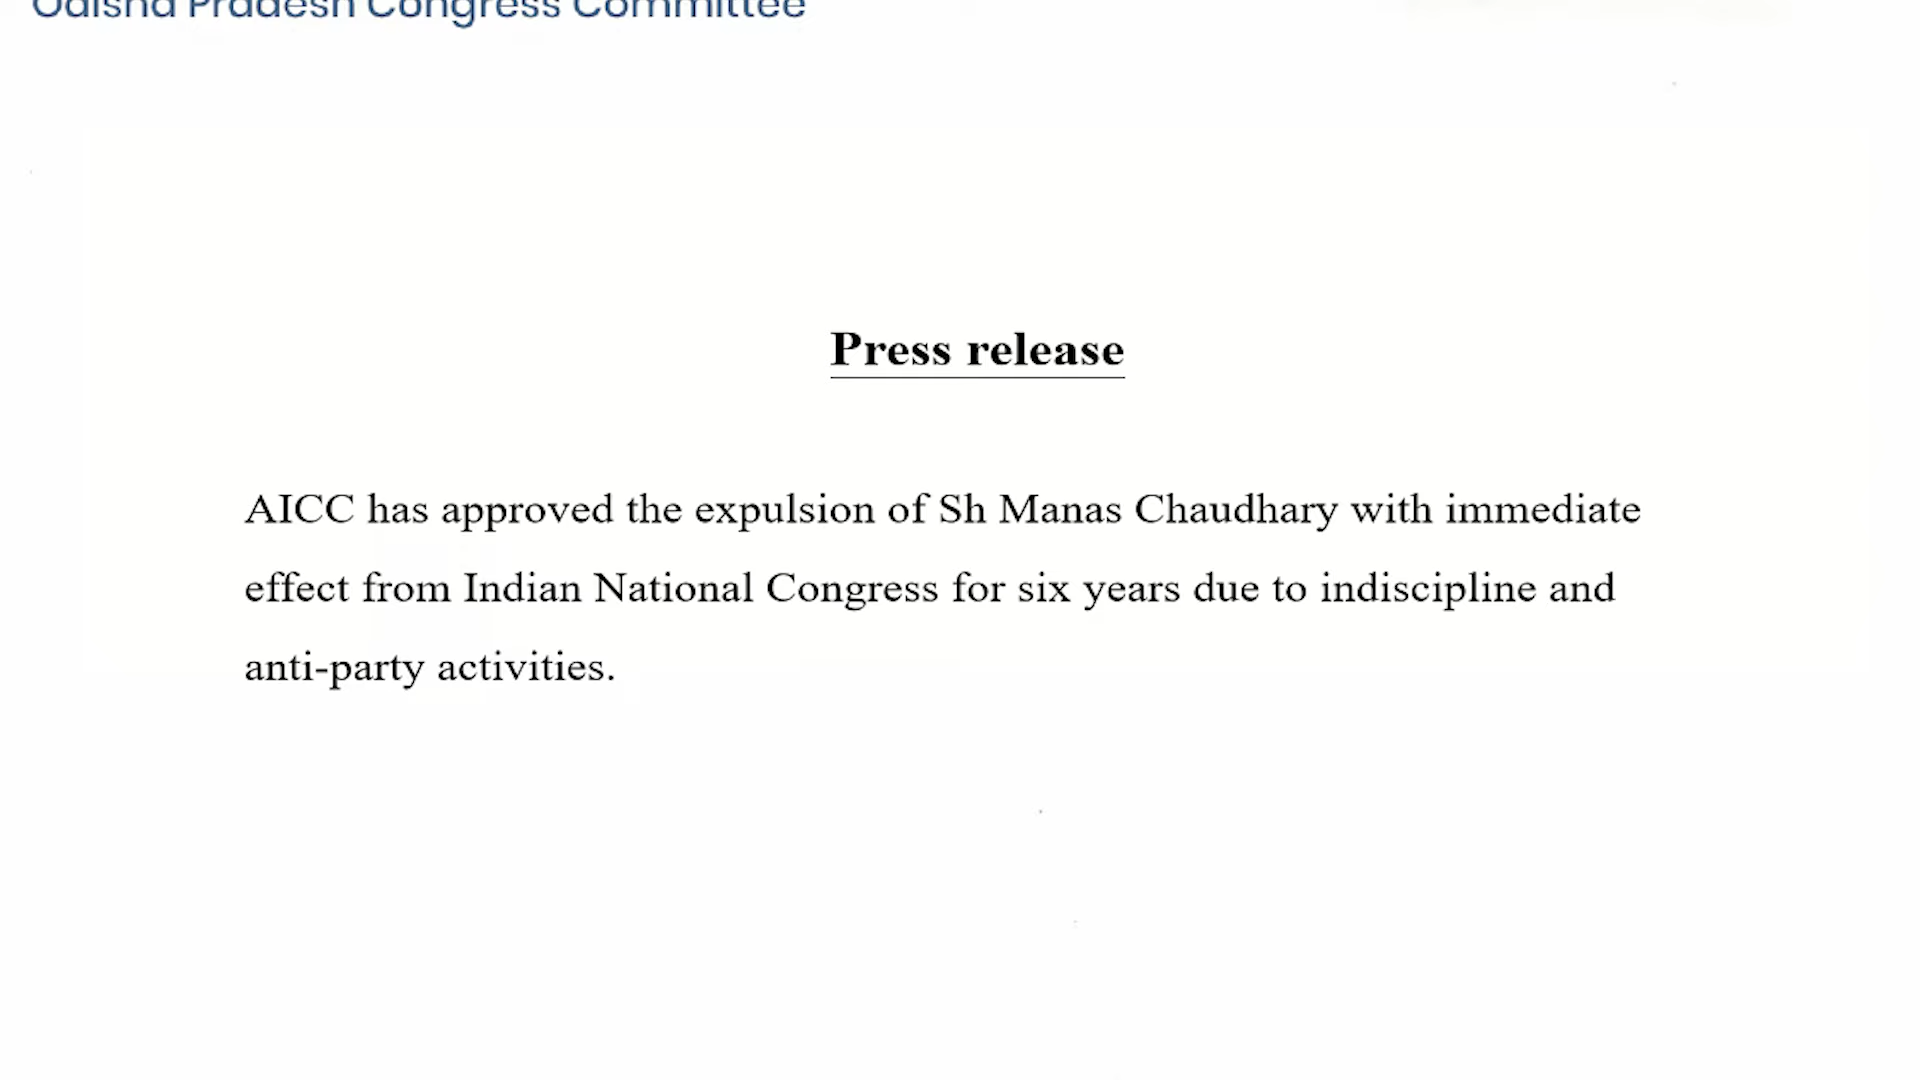 Odisha Pradesh Congress Committee
Press release
AICC has approved the expulsion of Sh Manas Chaudhary with immediate
effect from Indian National Congress for six years due to indiscipline and
anti-party activities.